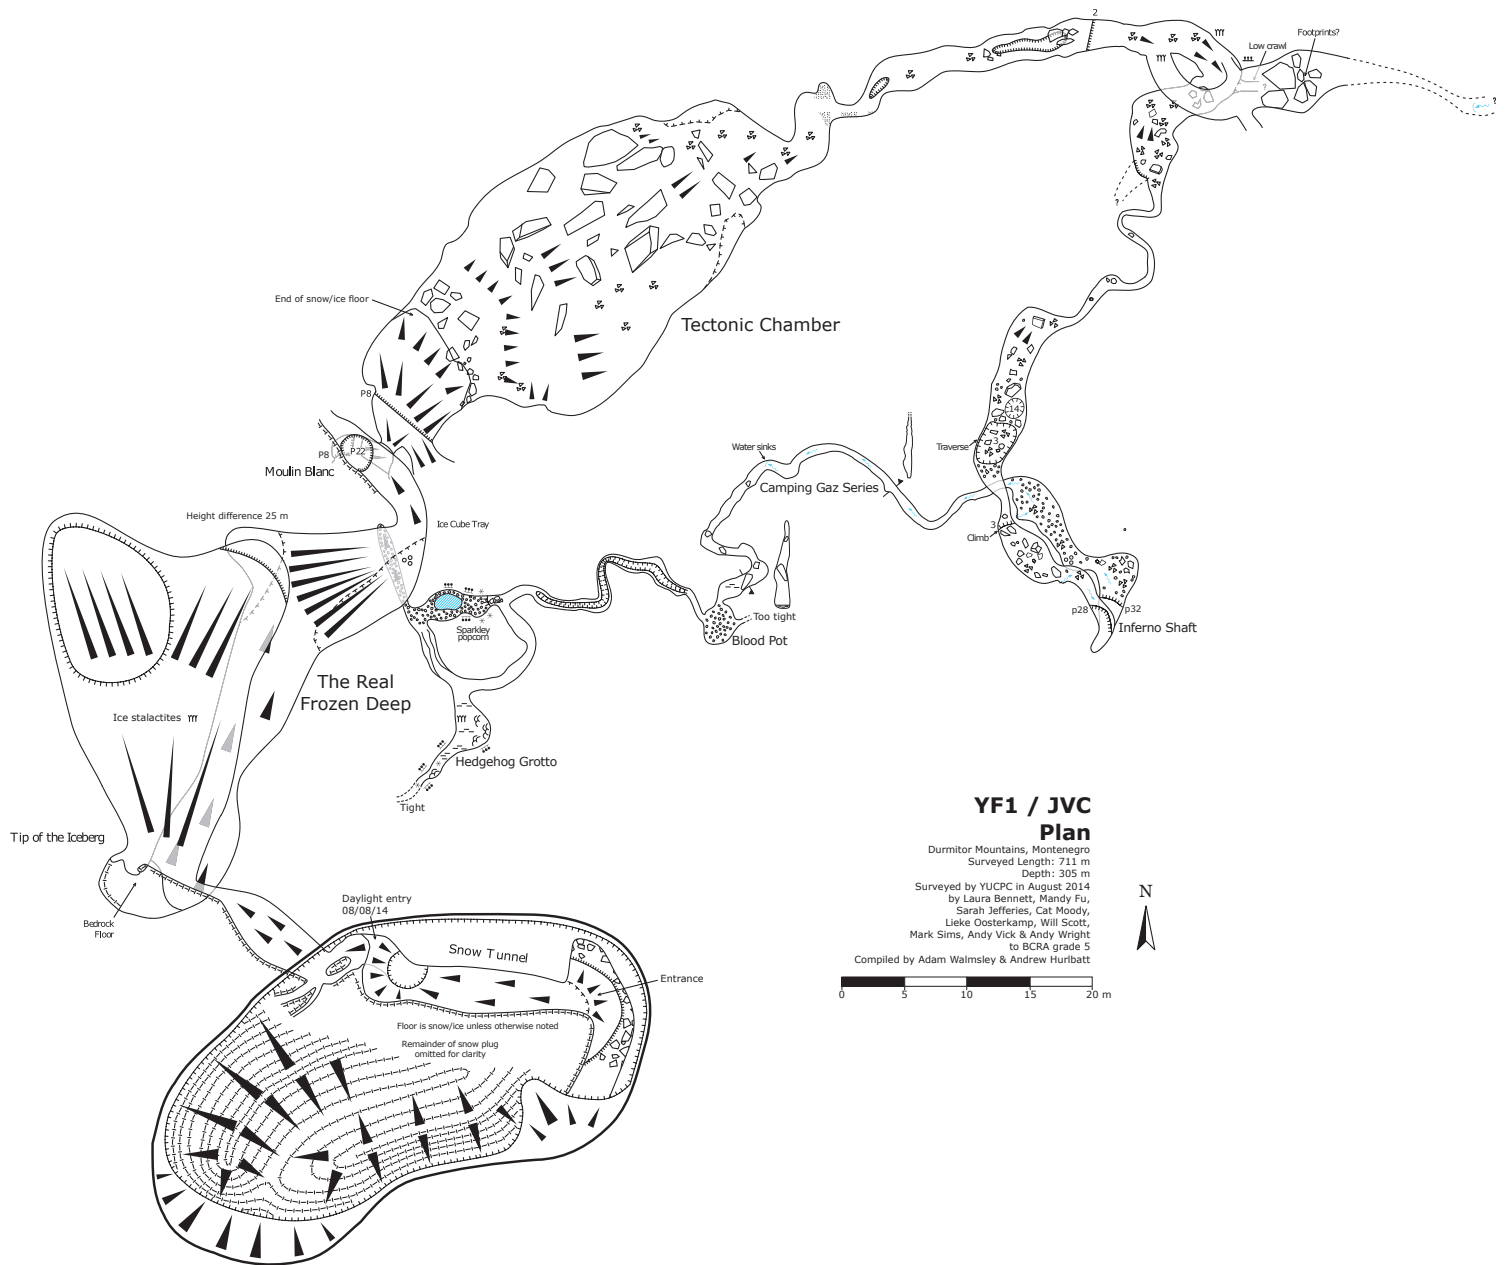 2
Footprints?
Low crawl
?
?
?
End of snow/ice floor
Tectonic Chamber
P8
14
3
Traverse
P22
P8
Moulin Blanc
Water sinks
Camping Gaz Series
Height difference 25 m
Ice Cube Tray
3
Climb
p28
p32
Inferno Shaft
Sparkley
popcorn
Too tight
Blood Pot
The Real
Frozen Deep
Ice stalactites
Hedgehog Grotto
Tight
Tip of the Iceberg
Bedrock
Floor
YF1 / JVC
Plan
Durmitor Mountains, Montenegro
Surveyed Length: 711 m
Depth: 305 m
Surveyed by YUCPC in August 2014
by Laura Bennett, Mandy Fu,
Sarah Jefferies, Cat Moody,
Lieke Oosterkamp, Will Scott,
Mark Sims, Andy Vick & Andy Wright
to BCRA grade 5
Compiled by Adam Walmsley & Andrew Hurlbatt
N
0 5 10 15 20 m
Daylight entry
08/08/14
Snow Tunnel
Entrance
Floor is snow/ice unless otherwise noted
Remainder of snow plug
omitted for clarity